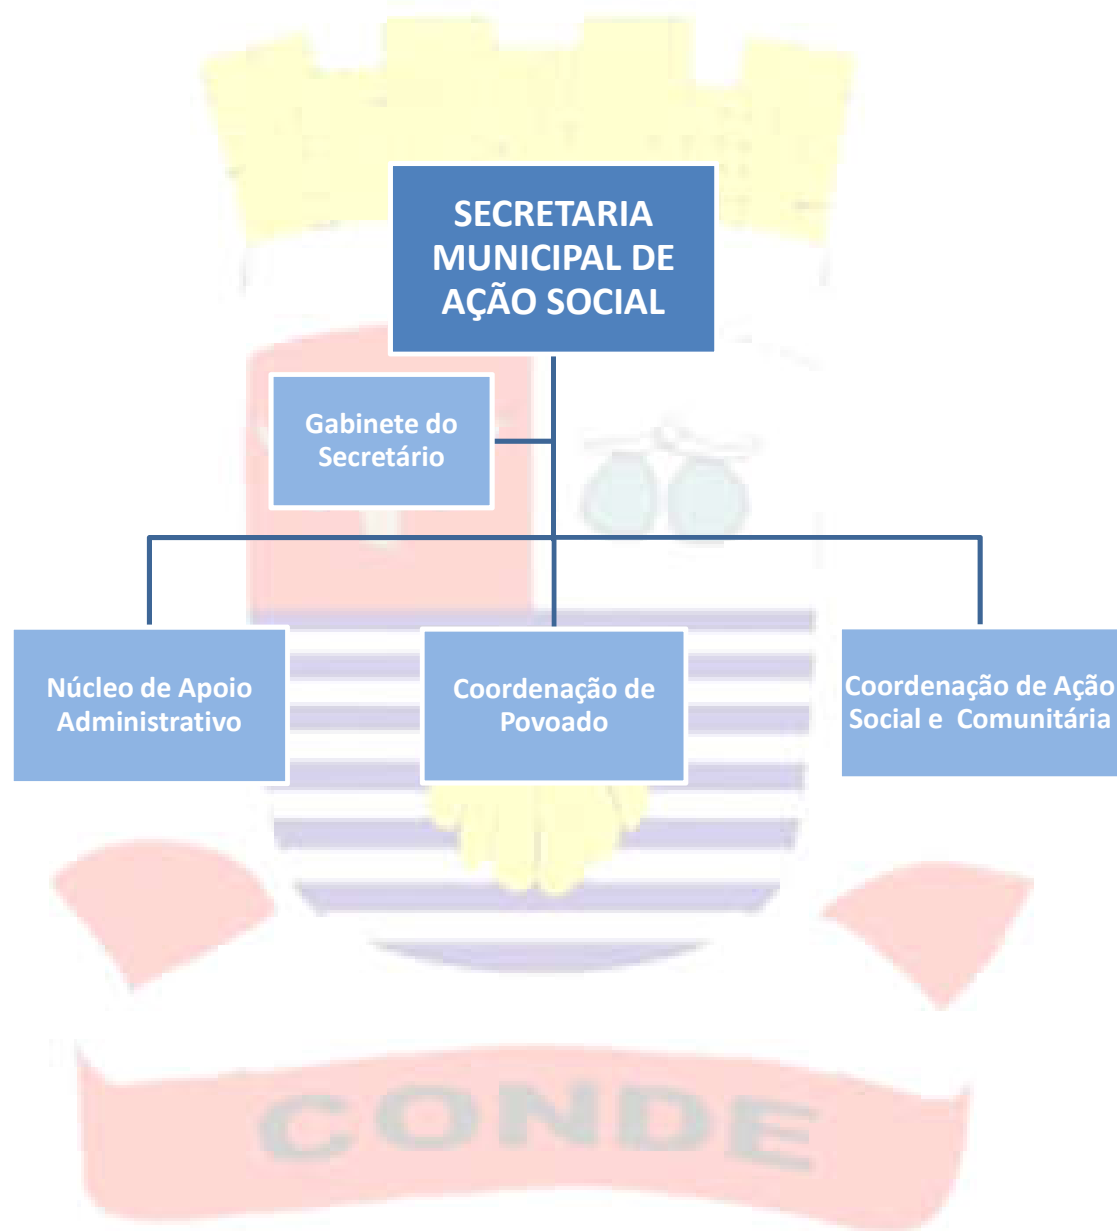 SECRETARIA
MUNICIPAL DE
AÇÃO SOCIAL
Gabinete do
Secretário
Núcleo de Apoio
Administrativo
Coordenação de
Povoado
Coordenação de Ação
Social e  Comunitária
CONDE